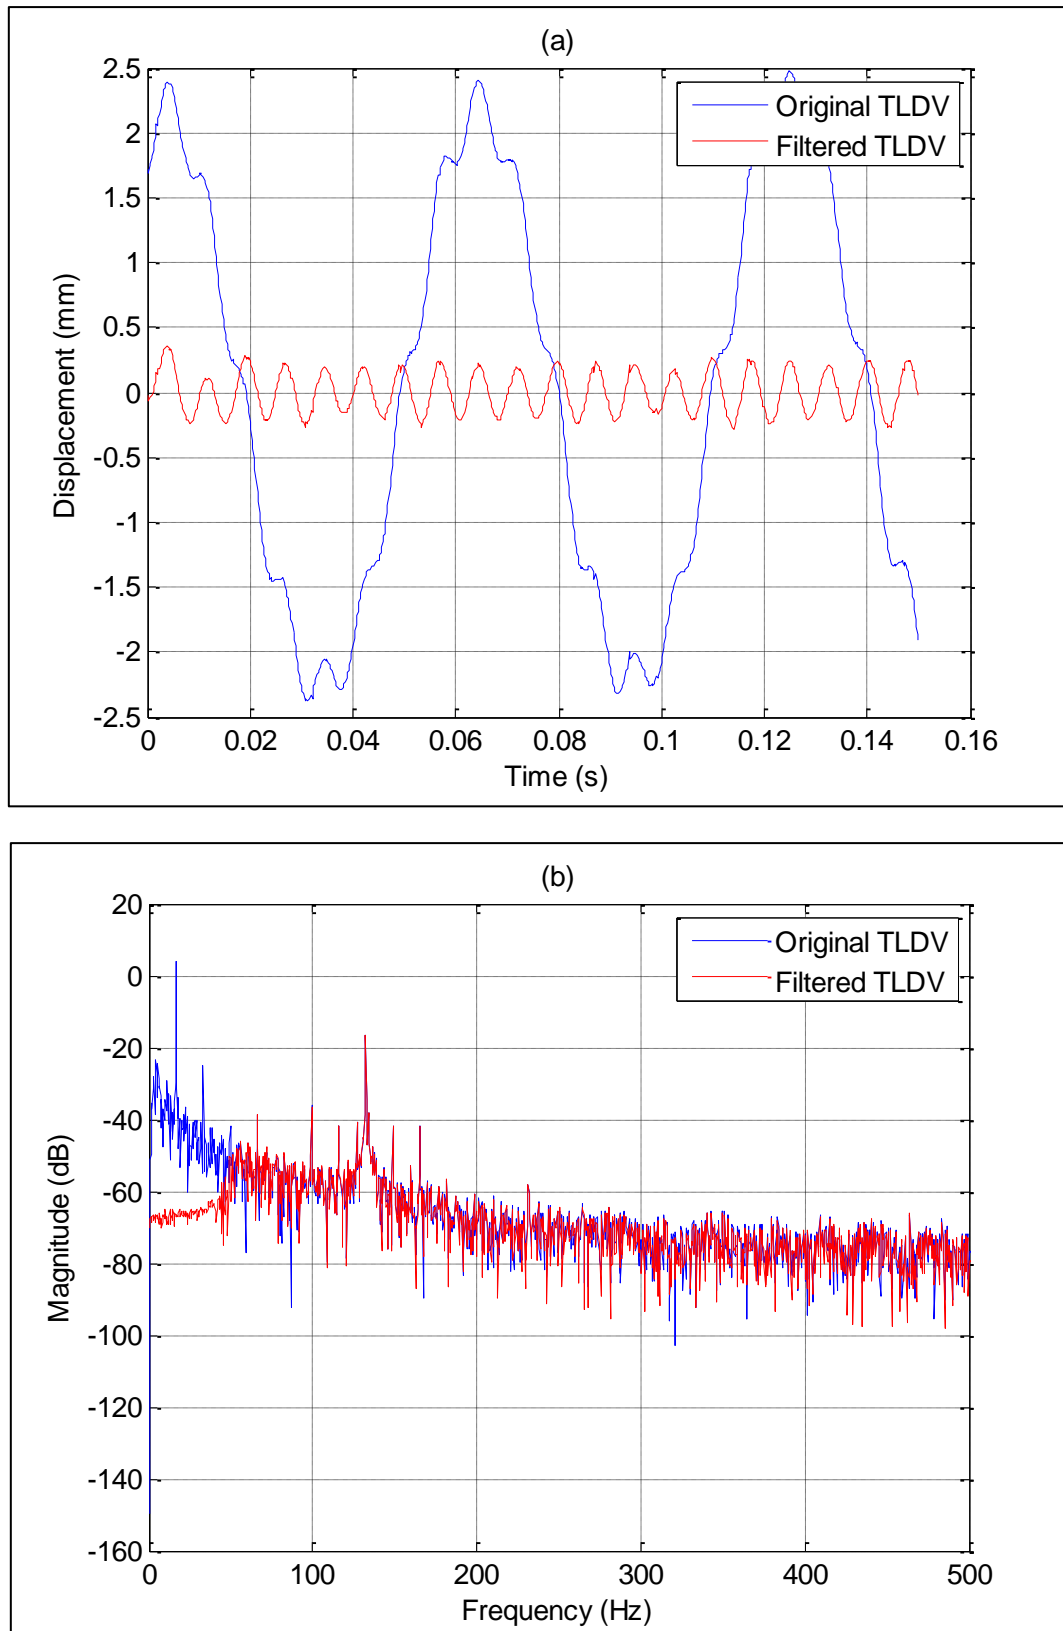 (a)
2.5
2
1.5
1
0.5
0
-0.5
-1
-1.5
-2
-2.5
Displacement (mm)
Original TLDV
Filtered TLDV
0 0.02 0.04 0.06 0.08 0.1 0.12 0.14 0.16
Time (s)
(b)
20
0
-20
-40
-60
-80
-100
-120
-140
-160
Magnitude (dB)
Original TLDV
Filtered TLDV
0 100 200 300 400 500
Frequency (Hz)